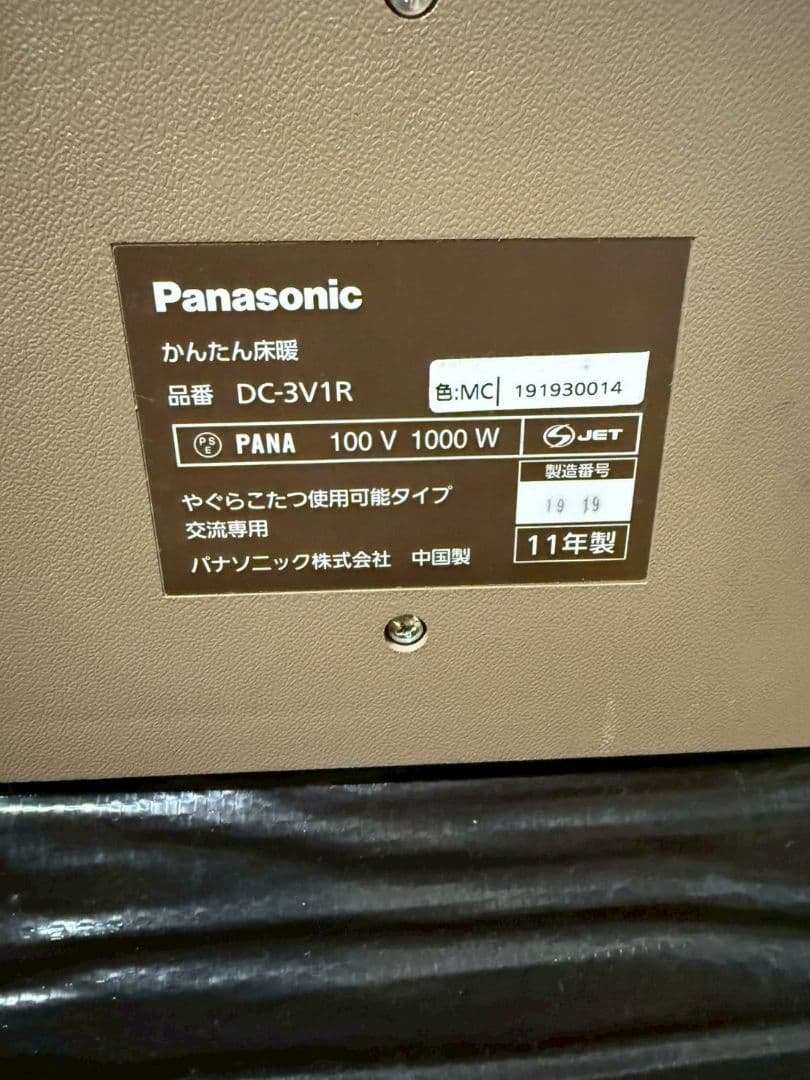 Panasonic
かんたん床暖
品番 DC-3V1R
色:MC 191930014
PSE PANA 100 V 1000 W
JET
製造番号
19 19
やぐらこたつ使用可能タイプ
交流専用
パナソニック株式会社 中国製
11年製